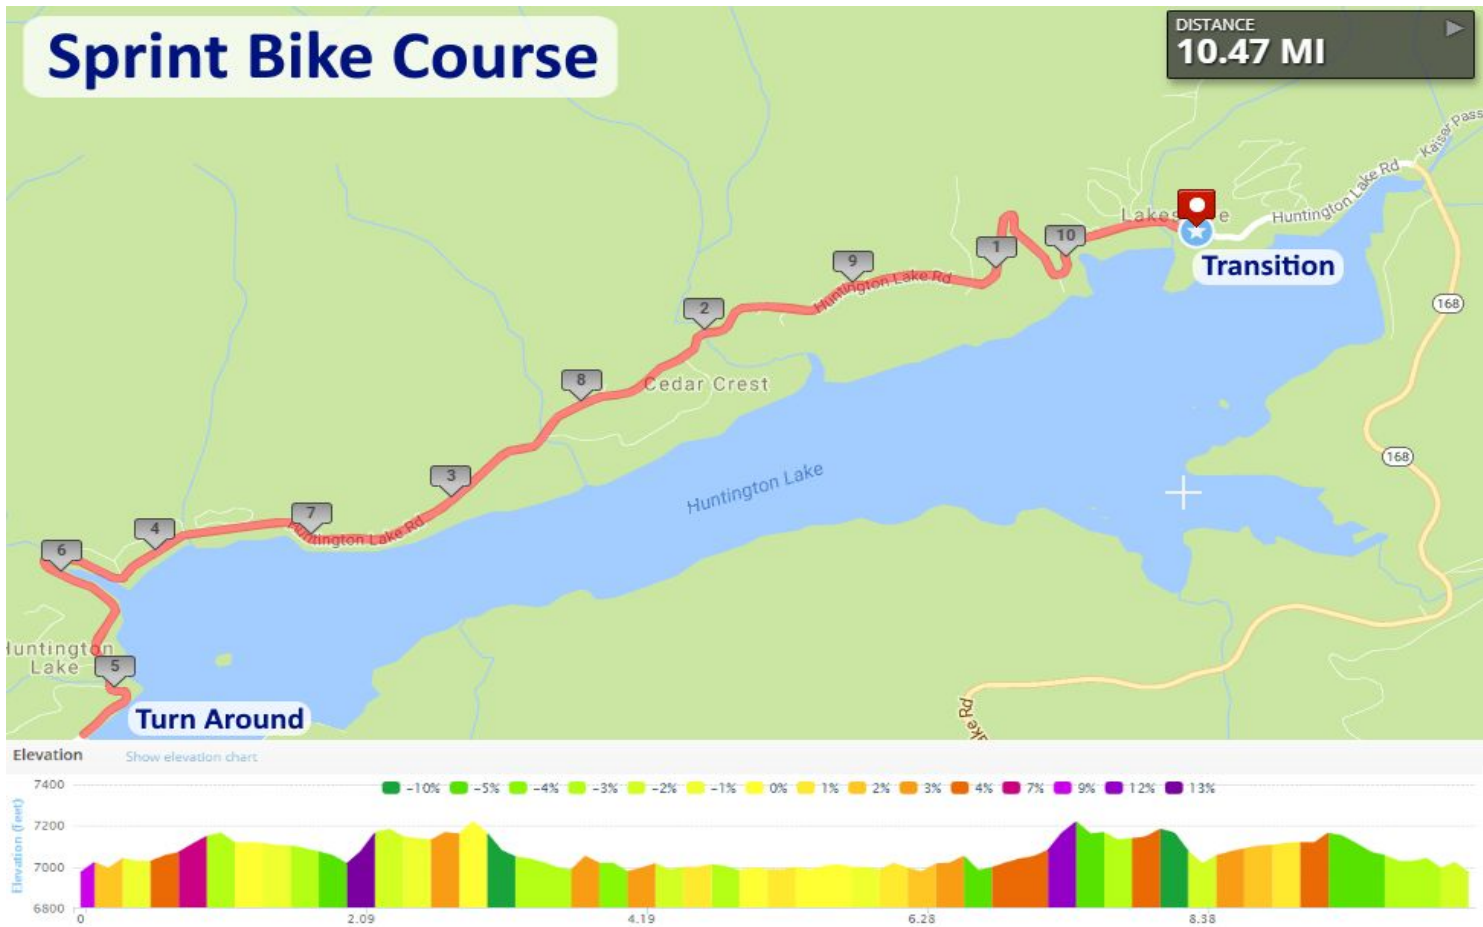 Sprint Bike Course
DISTANCE
10.47 MI
Kaiser Pass
Huntington Lake Rd
Transition
168
10
1
9
Huntington Lake Rd
2
8
Cedar Crest
168
3
Huntington Lake
7
4
Huntington Lake Rd
6
Huntington
Lake
5
Turn Around
Elevation
Show elevation chart
7400
-10% -5% -4% -3% -2% -1% 0% 1% 2% 3% 4% 7% 9% 12% 13%
7200
Elevation (feet)
7000
6800
0 2.09 4.19 6.28 8.38